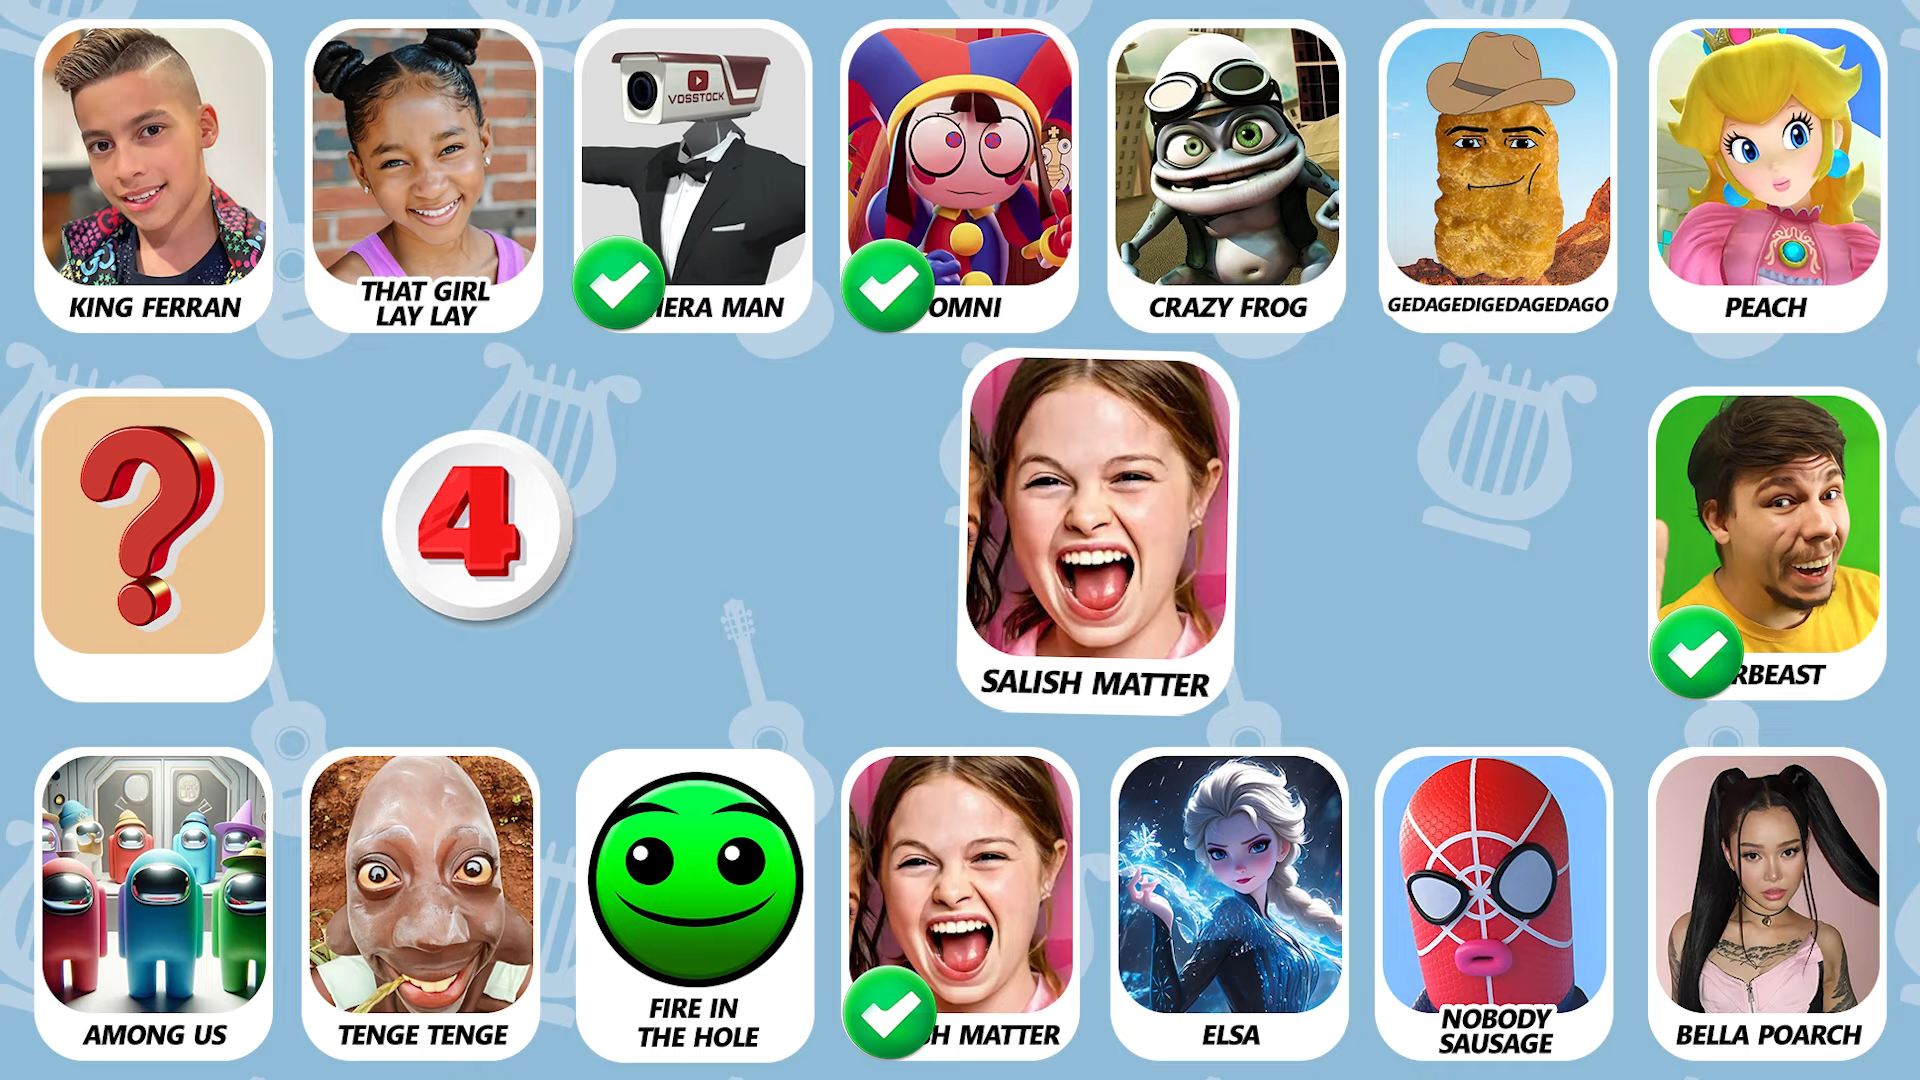 VOSSTOCK
KING FERRAN
THAT GIRL
LAY LAY
ERA MAN
OMNI
CRAZY FROG
GEDAGEDIGEDAGEDAGO
PEACH
4
SALISH MATTER
RBEAST
AMONG US
TENGE TENGE
FIRE IN
THE HOLE
H MATTER
ELSA
NOBODY
SAUSAGE
BELLA POARCH